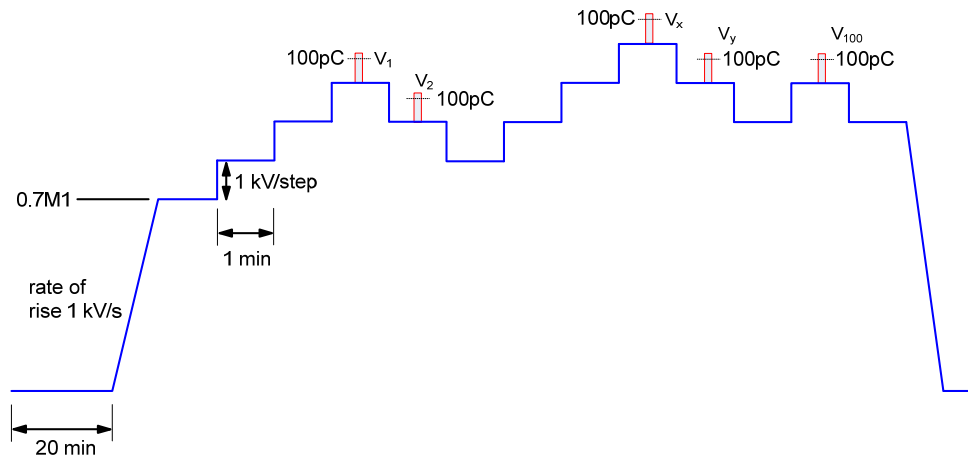 100pC
V1
V2
100pC
100pC
Vx
Vy
100pC
V100
100pC
0.7M1
1 kV/step
1 min
rate of
rise 1 kV/s
20 min